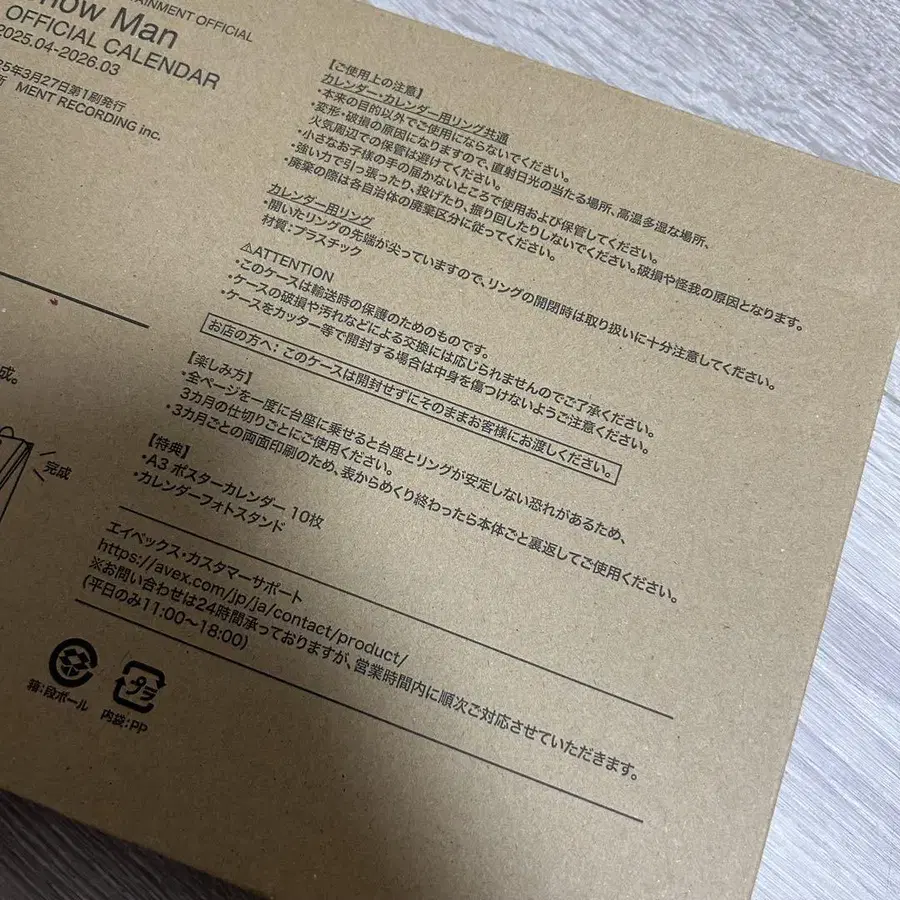 AINMENT OFFICIAL
now Man
OFFICIAL CALENDAR
2025.04-2026.03
25年3月27日第1刷発行
所 MENT RECORDING inc.
成。
完成
【ご使用上の注意】
カレンダー・カレンダー用リング共通
・本来の目的以外でご使用にならないでください。
・変形・破損の原因になりますので、直射日光の当たる場所、高温多湿な場所、
火気周辺での保管は避けてください。
・小さなお子様の手の届かないところで使用および保管してください。
・強い力で引っ張ったり、投げたり、振り回したりしないでください。破損や怪我の原因となります。
・廃棄の際は各自治体の廃棄区分に従ってください。
カレンダー用リング
・開いたリングの先端が尖っていますので、リングの開閉時は取り扱いに十分注意してください。
材質：プラスチック
⚠ATTENTION
・このケースは輸送時の保護のためのものです。
・ケースの破損や汚れなどによる交換には応じられませんのでご了承ください。
・ケースをカッター等で開封する場合は中身を傷つけないようご注意ください。
お店の方へ：このケースは開封せずにそのままお客様にお渡しください。
【楽しみ方】
・全ページを一度に台座に乗せると台座とリングが安定しない恐れがあるため、
3カ月の仕切りごとにご使用ください。
・3カ月ごとの両面印刷のため、表からめくり終わったら本体ごと裏返してご使用ください。
【特典】
・A3 ポスターカレンダー 10枚
・カレンダーフォトスタンド
エイベックス・カスタマーサポート
https://avex.com/jp/ja/contact/product/
※お問い合わせは24時間承っておりますが、営業時間内に順次ご対応させていただきます。
(平日のみ11:00～18:00)
箱：段ボール
プラ
内袋：PP